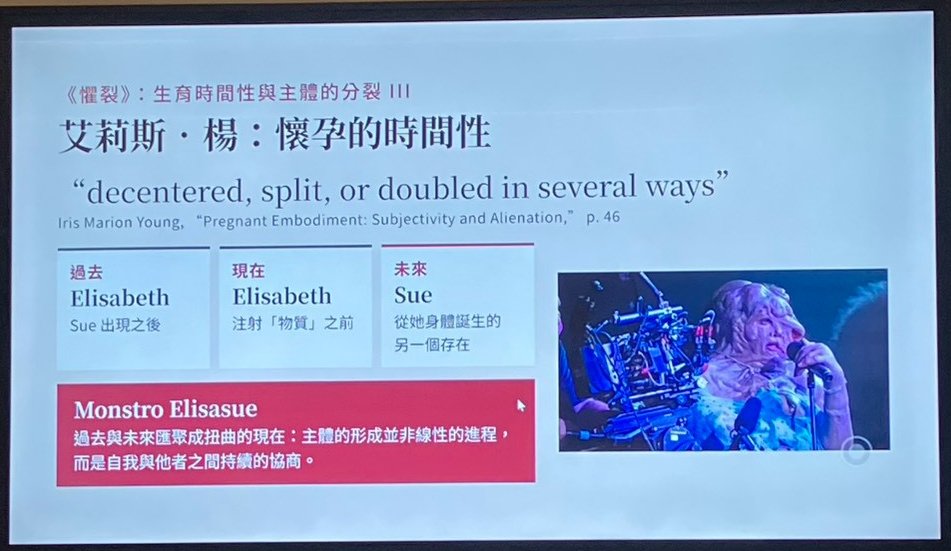 《懼裂》：生育時間性與主體的分裂 III
艾莉斯·楊：懷孕的時間性
“decentered, split, or doubled in several ways”
Iris Marion Young, “Pregnant Embodiment: Subjectivity and Alienation,” p. 46
過去
Elisabeth
Sue 出現之後
現在
Elisabeth
注射「物質」之前
未來
Sue
從她身體誕生的
另一個存在
Monstro Elisasue
過去與未來匯聚成扭曲的現在：主體的形成並非線性的進程，
而是自我與他者之間持續的協商。